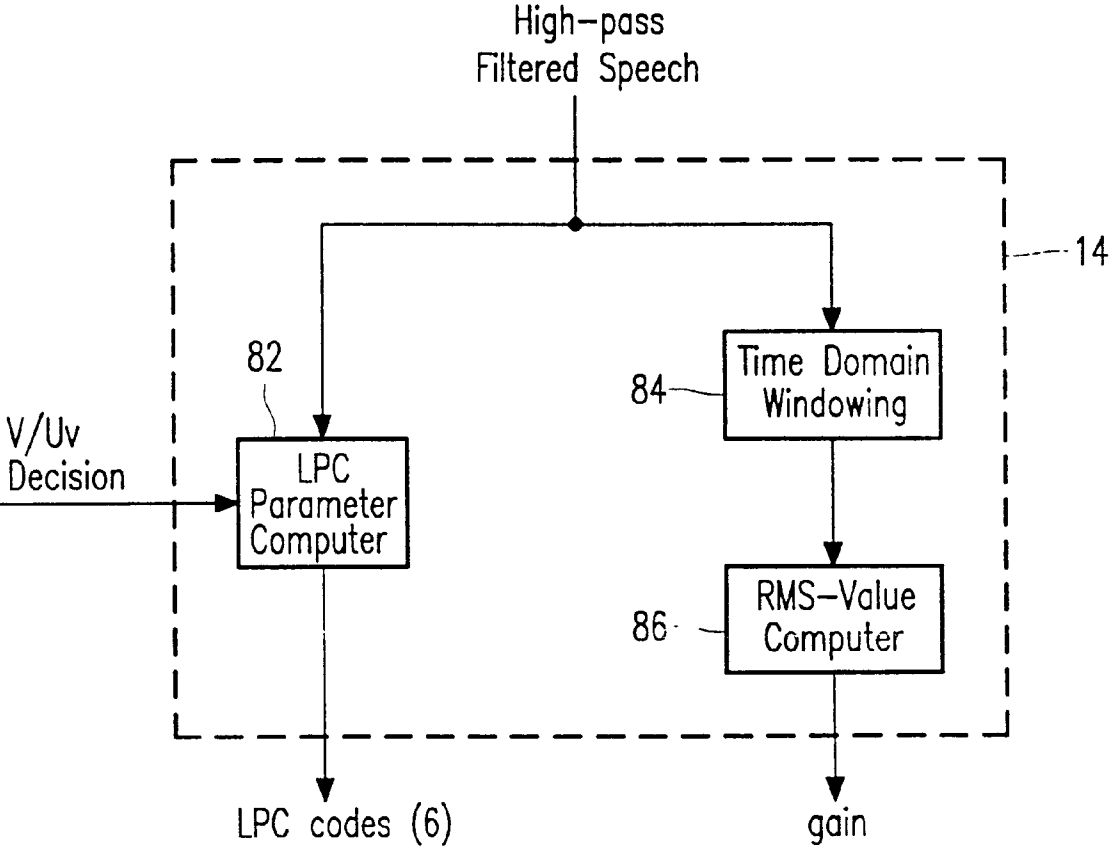 High-pass
Filtered Speech
14
82
84
Time Domain
Windowing
V/Uv
Decision
LPC
Parameter
Computer
86
RMS-Value
Computer
LPC codes (6)
gain